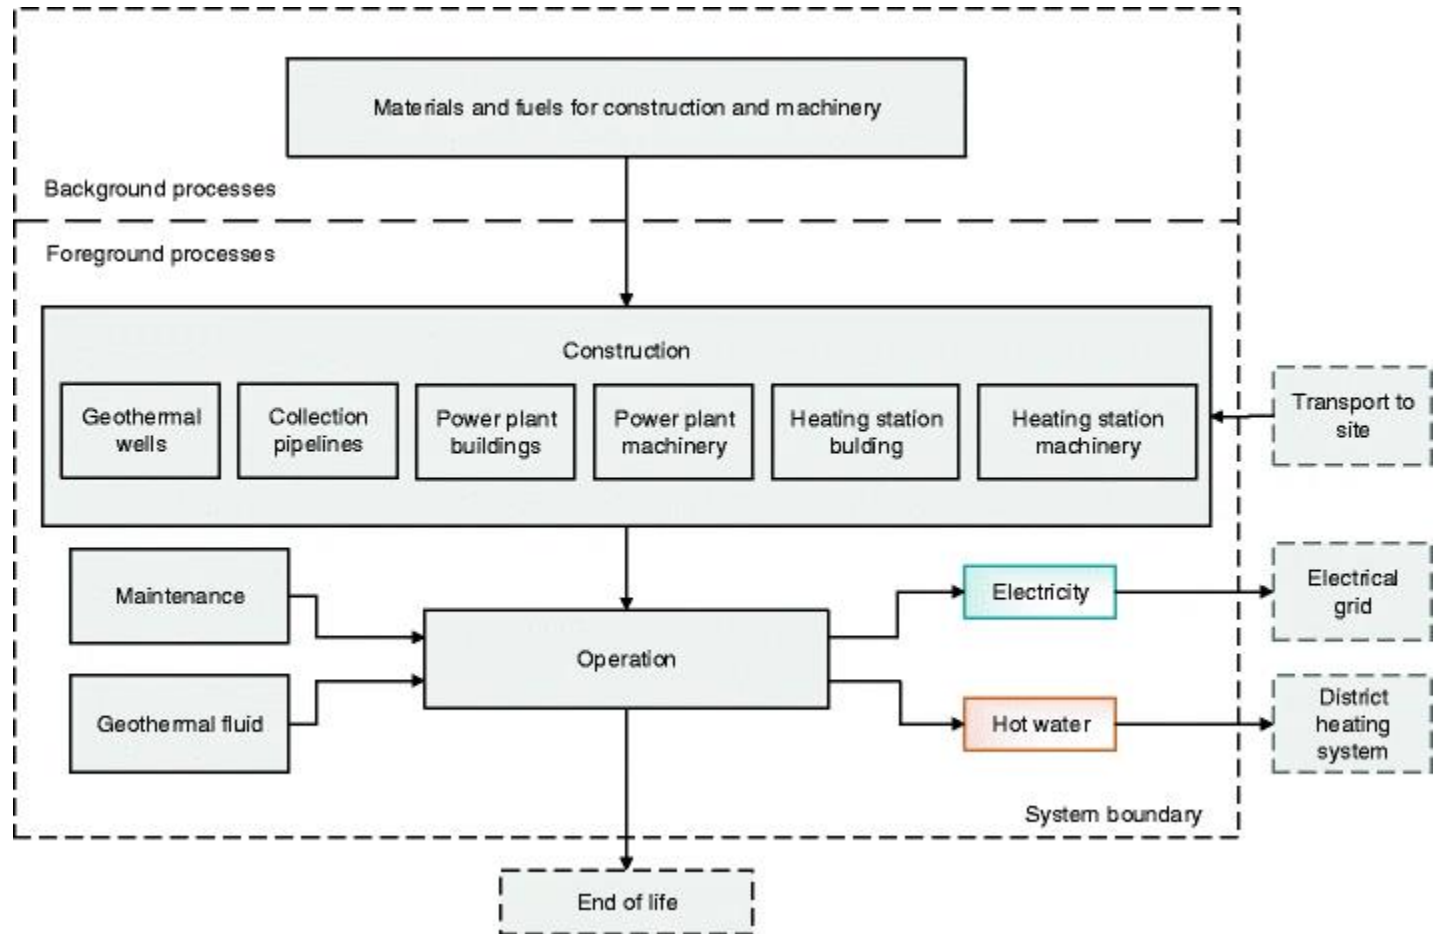 Materials and fuels for construction and machinery
Background processes
Foreground processes
Construction
Geothermal
wells
Collection
pipelines
Power plant
buildings
Power plant
machinery
Heating station
bulding
Heating station
machinery
Transport to
site
Maintenance
Geothermal fluid
Operation
Electricity
Hot water
Electrical
grid
District
heating
system
System boundary
End of life